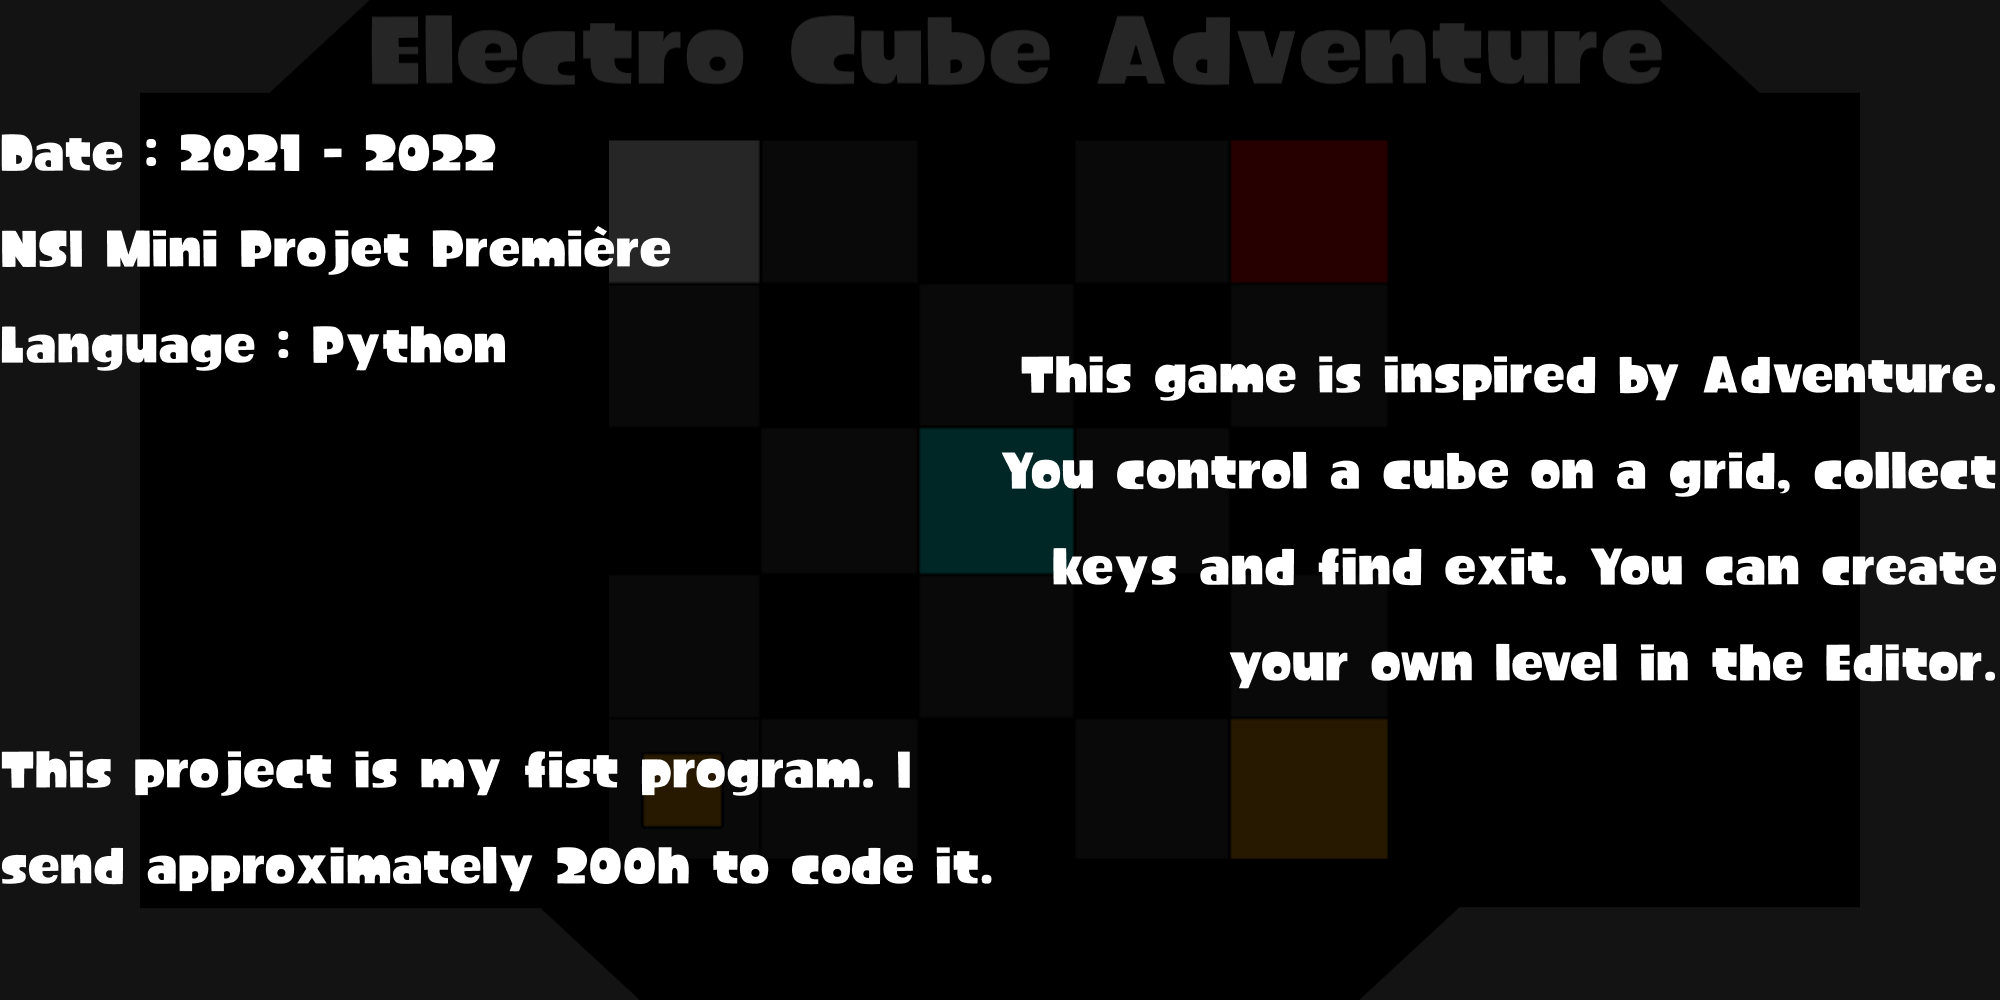 Electro Cube Adventure
Date : 2021 - 2022
NSI Mini Projet Première
Language : Python
This game is inspired by Adventure.
You control a cube on a grid, collect
keys and find exit. You can create
your own level in the Editor.
This project is my fist program. I
send approximately 200h to code it.